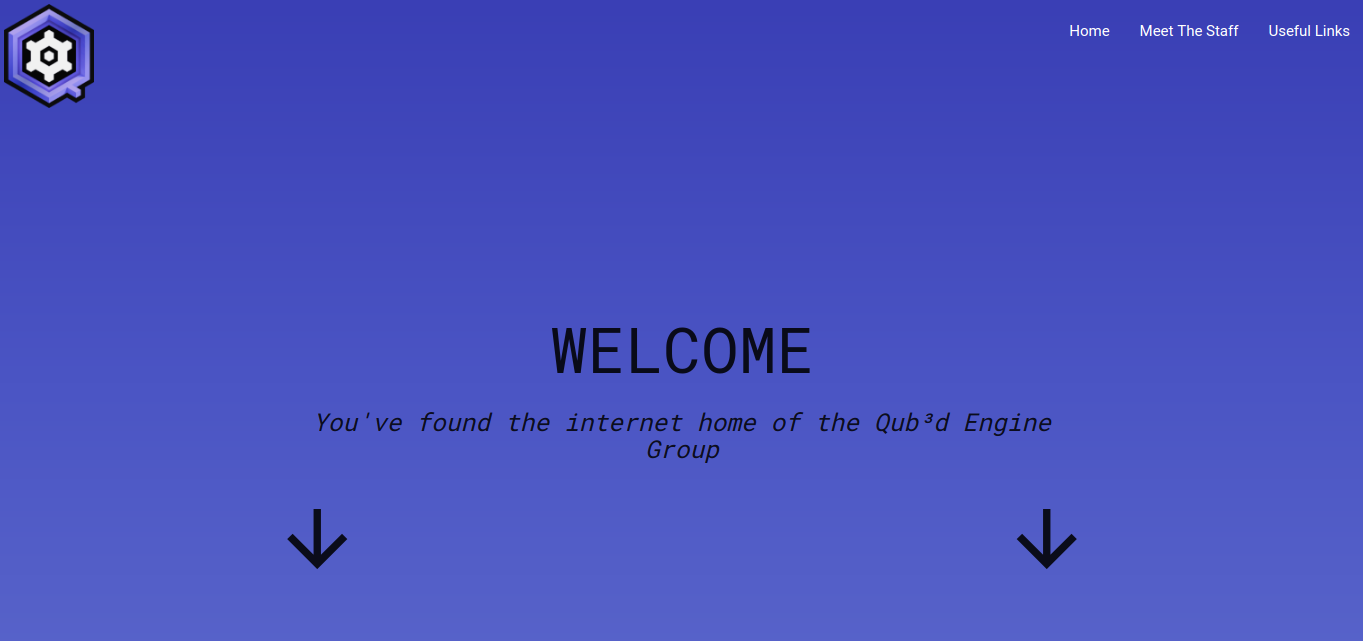 Home Meet The Staff Useful Links
WELCOME
You've found the internet home of the Qub³d Engine
Group